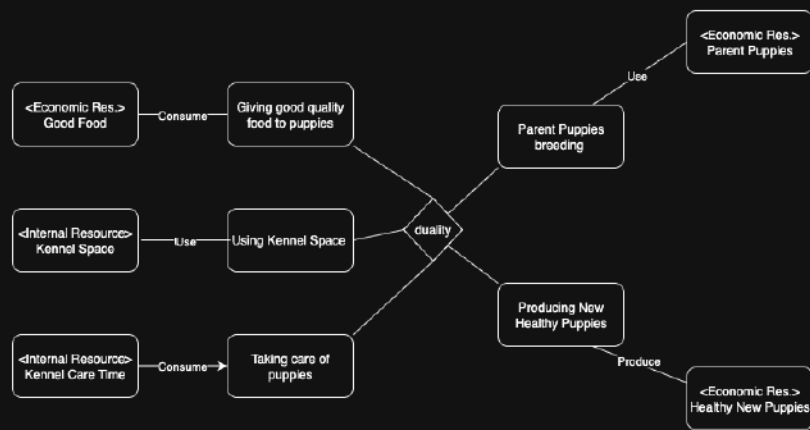 <Economic Res.>
Parent Puppies
Use
<Economic Res.>
Good Food
Consume
Giving good quality
food to puppies
Parent Puppies
breeding
<Internal Resource>
Kennel Space
Use
Using Kennel Space
duality
Producing New
Healthy Puppies
<Internal Resource>
Kennel Care Time
Consume
Taking care of
puppies
Produce
<Economic Res.>
Healthy New Puppies